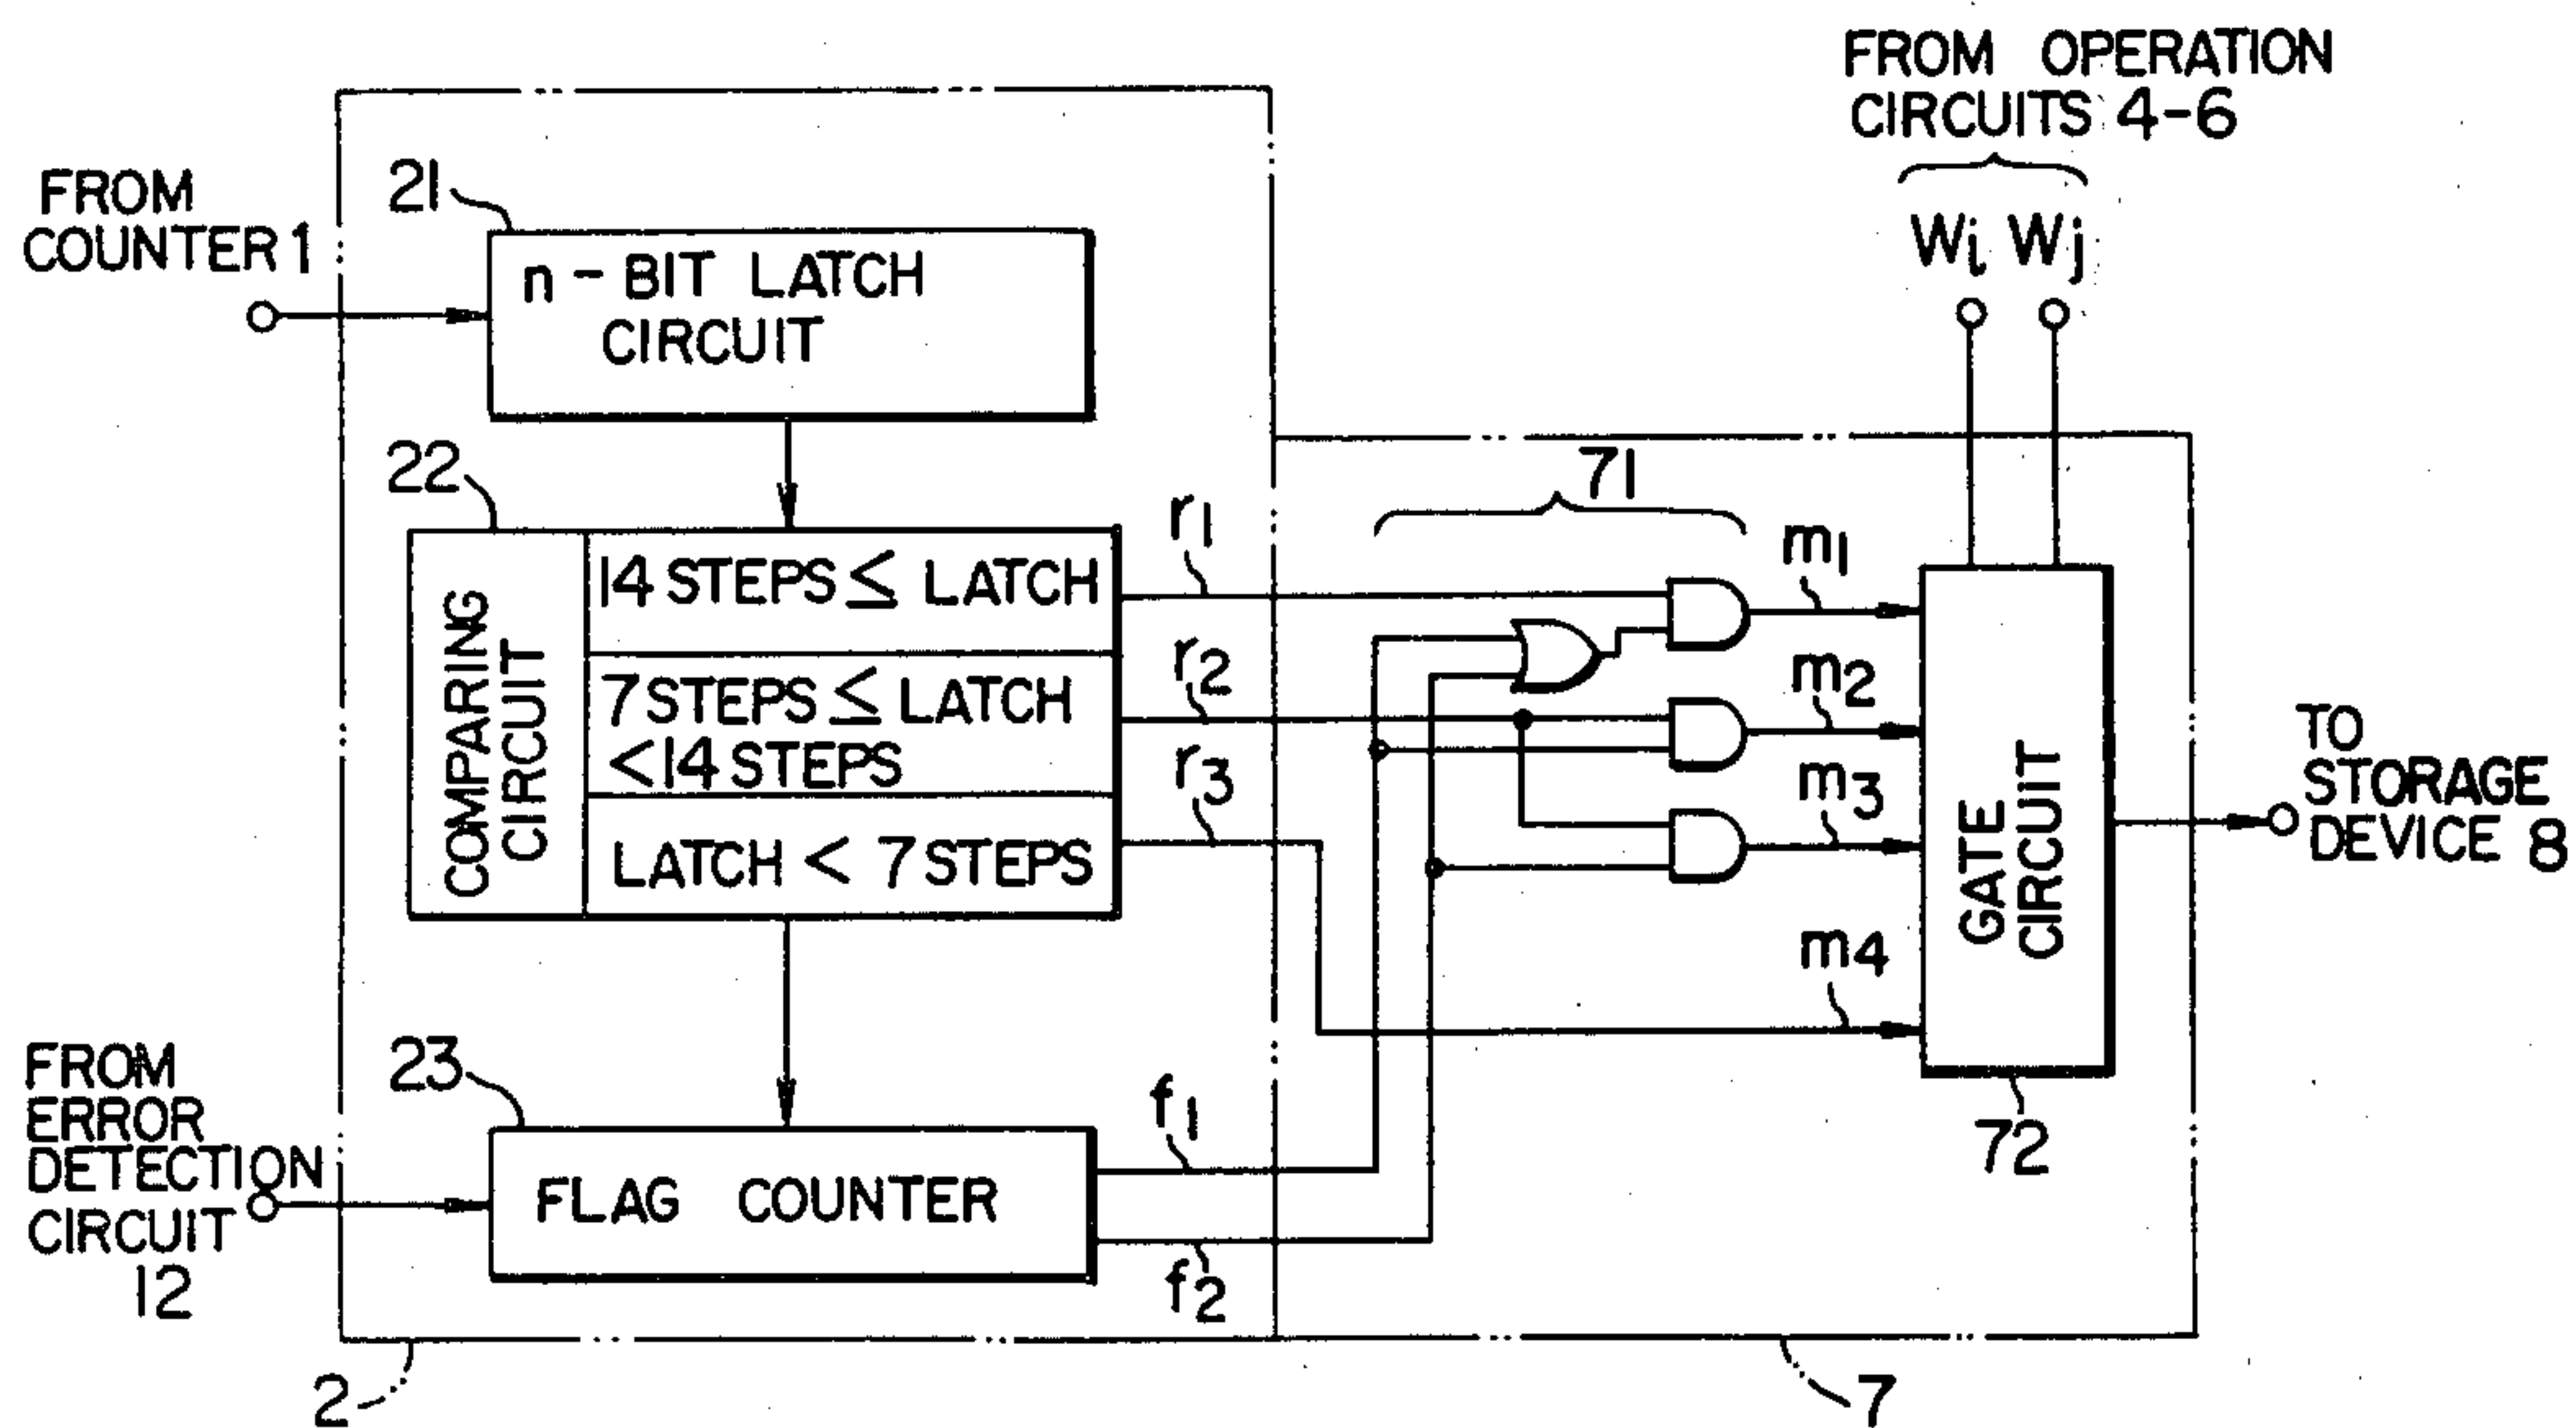 FROM OPERATION
CIRCUITS 4-6
Wi Wj
FROM
COUNTER 1
21
n-BIT LATCH
CIRCUIT
22
COMPARING
CIRCUIT
14 STEPS ≤ LATCH
7 STEPS ≤ LATCH
<14 STEPS
LATCH < 7 STEPS
r1
r2
r3
71
m1
m2
m3
m4
GATE
CIRCUIT
72
TO
STORAGE
DEVICE 8
FROM
ERROR
DETECTION
CIRCUIT
12
23
FLAG COUNTER
f1
f2
2
7